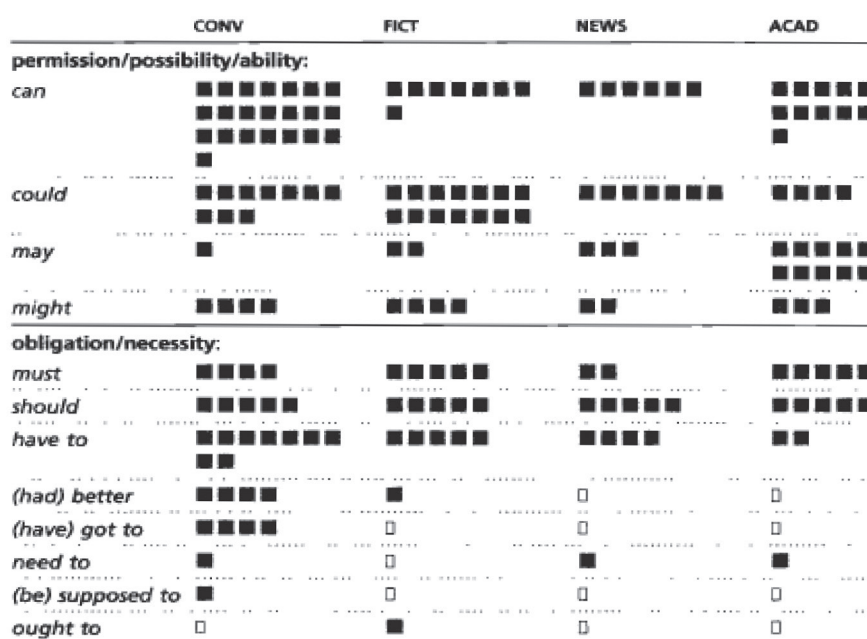 CONV FICT NEWS ACAD
permission/possibility/ability:
can
could
may
might
obligation/necessity:
must
should
have to
(had) better
(have) got to
need to
(be) supposed to
ought to